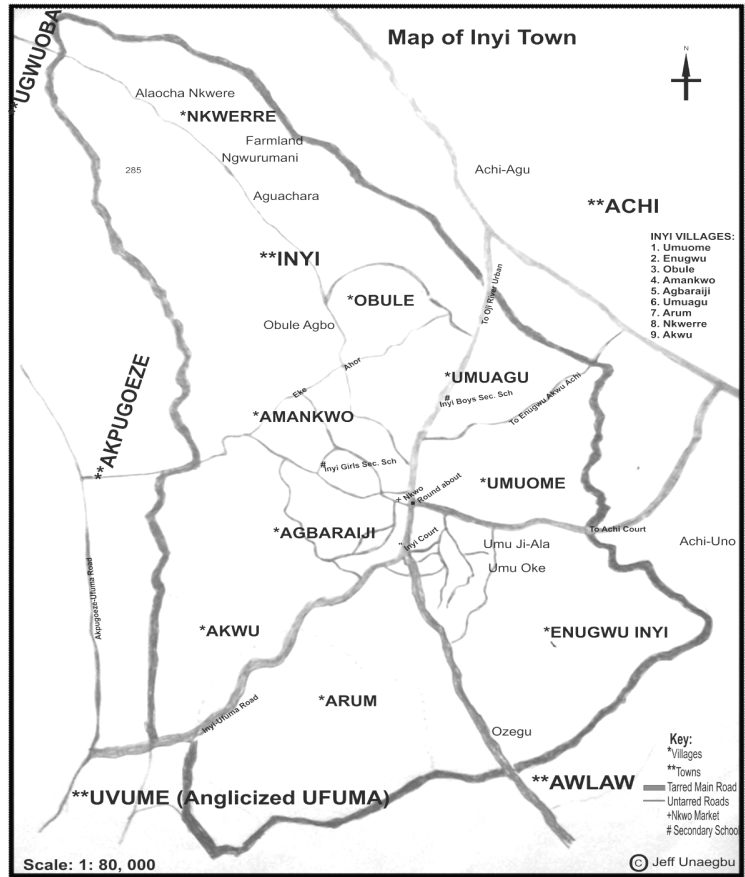 Map of Inyi Town
N
**UGWUOBA
Alaocha Nkwere
*NKWERRE
Farmland
Ngwurumani
285
Aguachara
Achi-Agu
**ACHI
INYI VILLAGES:
1. Umuome
2. Enugwu
3. Obule
4. Amankwo
5. Agbaraiji
6. Umuagu
7. Arum
8. Nkwerre
9. Akwu
**INYI
To Oji River Urban
*OBULE
Obule Agbo
Ahor
Eke
*UMUAGU
#
Inyi Boys Sec. Sch
To Enugwu Akwu Achi
*AMANKWO
**AKPUGOEZE
#
Inyi Girls Sec. Sch
*UMUOME
+ Nkwo
Round about
*AGBARAIJI
Inyi Court
To Achi Court
Umu Ji-Ala
Umu Oke
Achi-Uno
Akpugoeze-Ufuma Road
*AKWU
*ENUGWU INYI
*ARUM
Inyi-Ufuma Road
Ozegu
**AWLAW
**UVUME (Anglicized UFUMA)
Key:
*Villages
**Towns
Tarred Main Road
Untarred Roads
+Nkwo Market
# Secondary School
Scale: 1: 80, 000
© Jeff Unaegbu